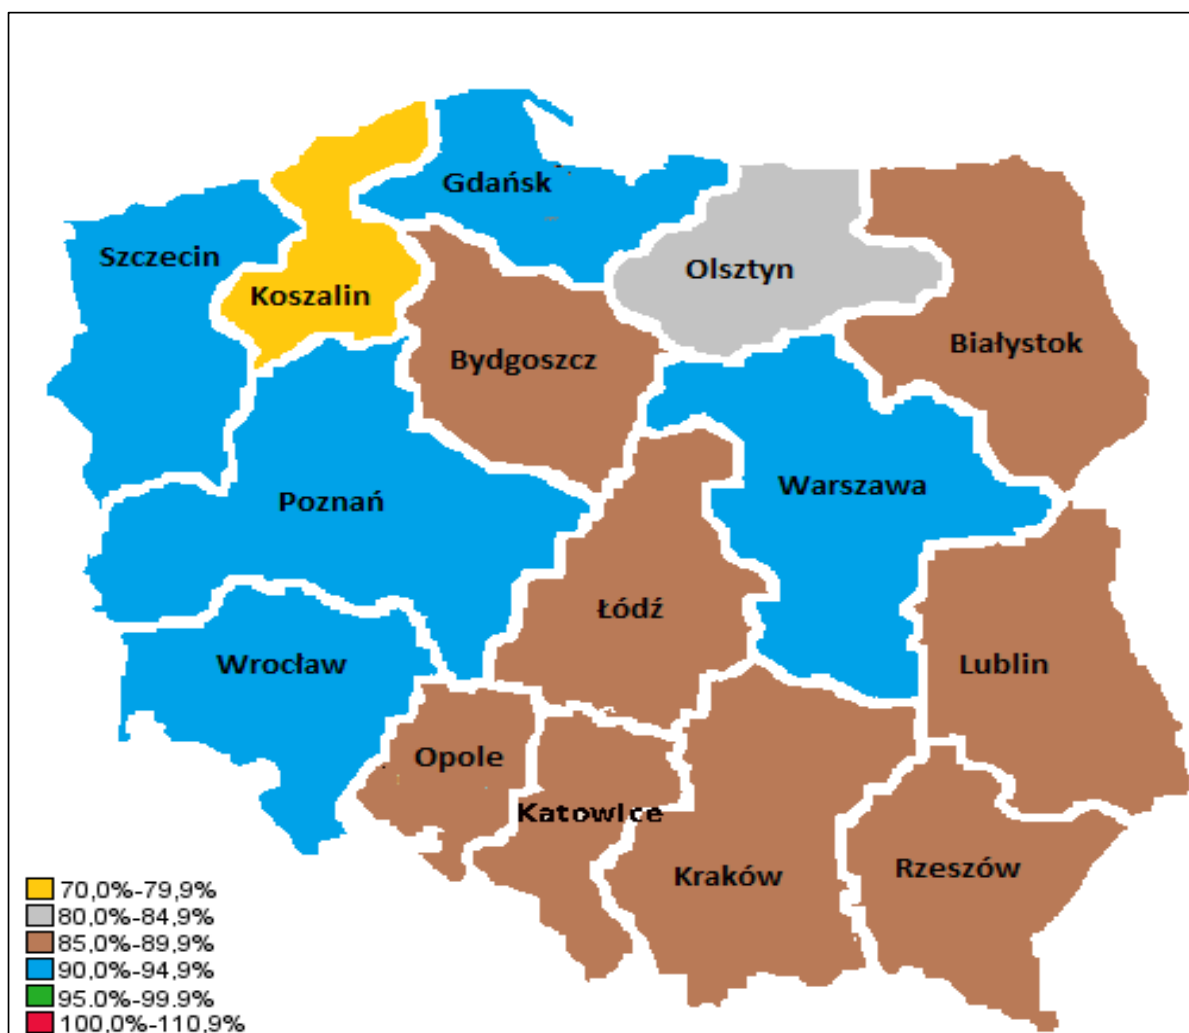 Gdańsk
Szczecin
Olsztyn
Koszalin
Białystok
Bydgoszcz
Warszawa
Poznań
Łódź
Wrocław
Lublin
Opole
Katowice
Kraków
Rzeszów
70,0%-79,9%
80,0%-84,9%
85,0%-89,9%
90,0%-94,9%
95.0%-99.9%
100,0%-110,9%